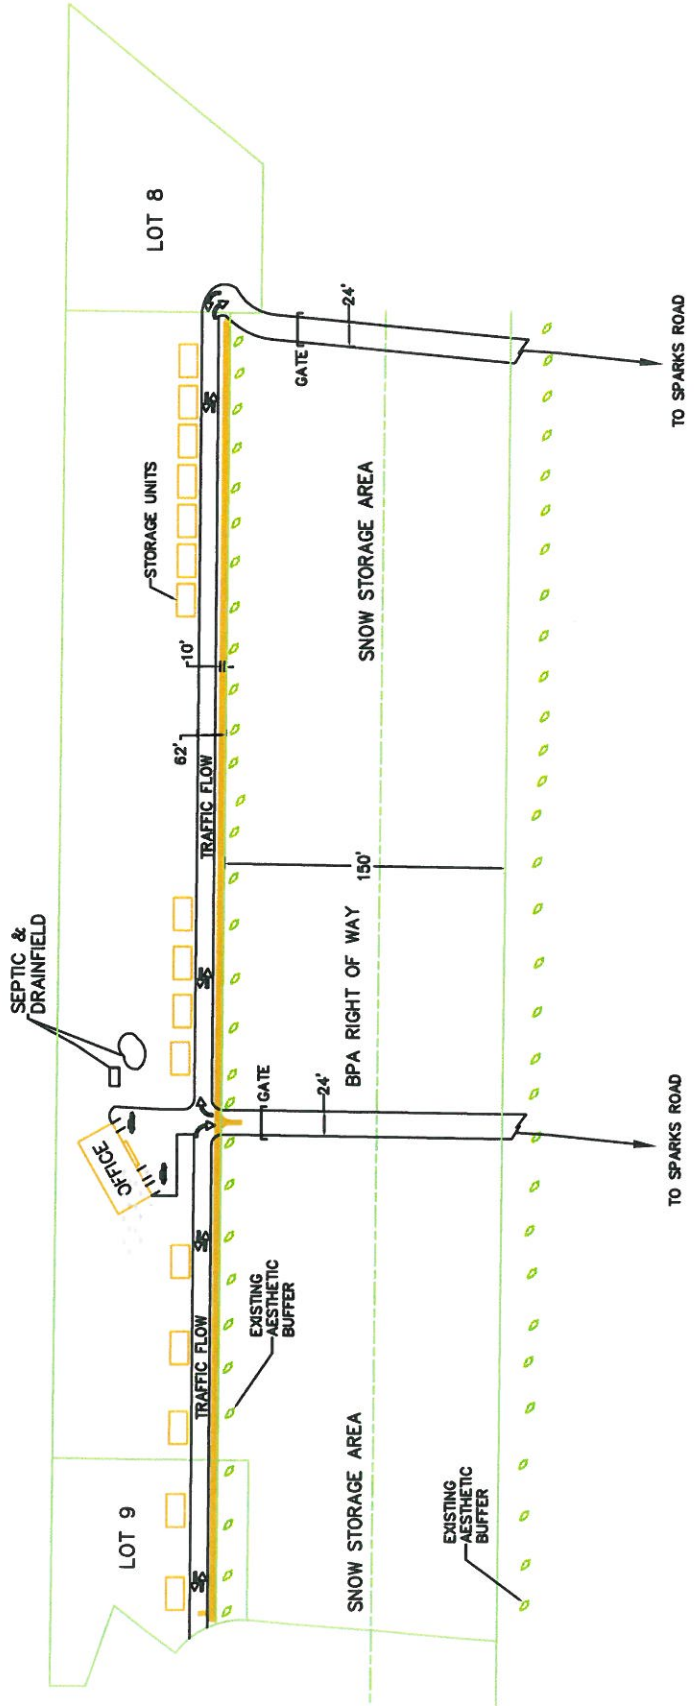 LOT 8
STORAGE UNITS
10'
62'
TRAFFIC FLOW
GATE
24'
TO SPARKS ROAD
SNOW STORAGE AREA
150'
SEPTIC &
DRAINFIELD
BPA RIGHT OF WAY
GATE
24'
TO SPARKS ROAD
OFFICE
TRAFFIC FLOW
EXISTING
AESTHETIC
BUFFER
LOT 9
SNOW STORAGE AREA
EXISTING
AESTHETIC
BUFFER